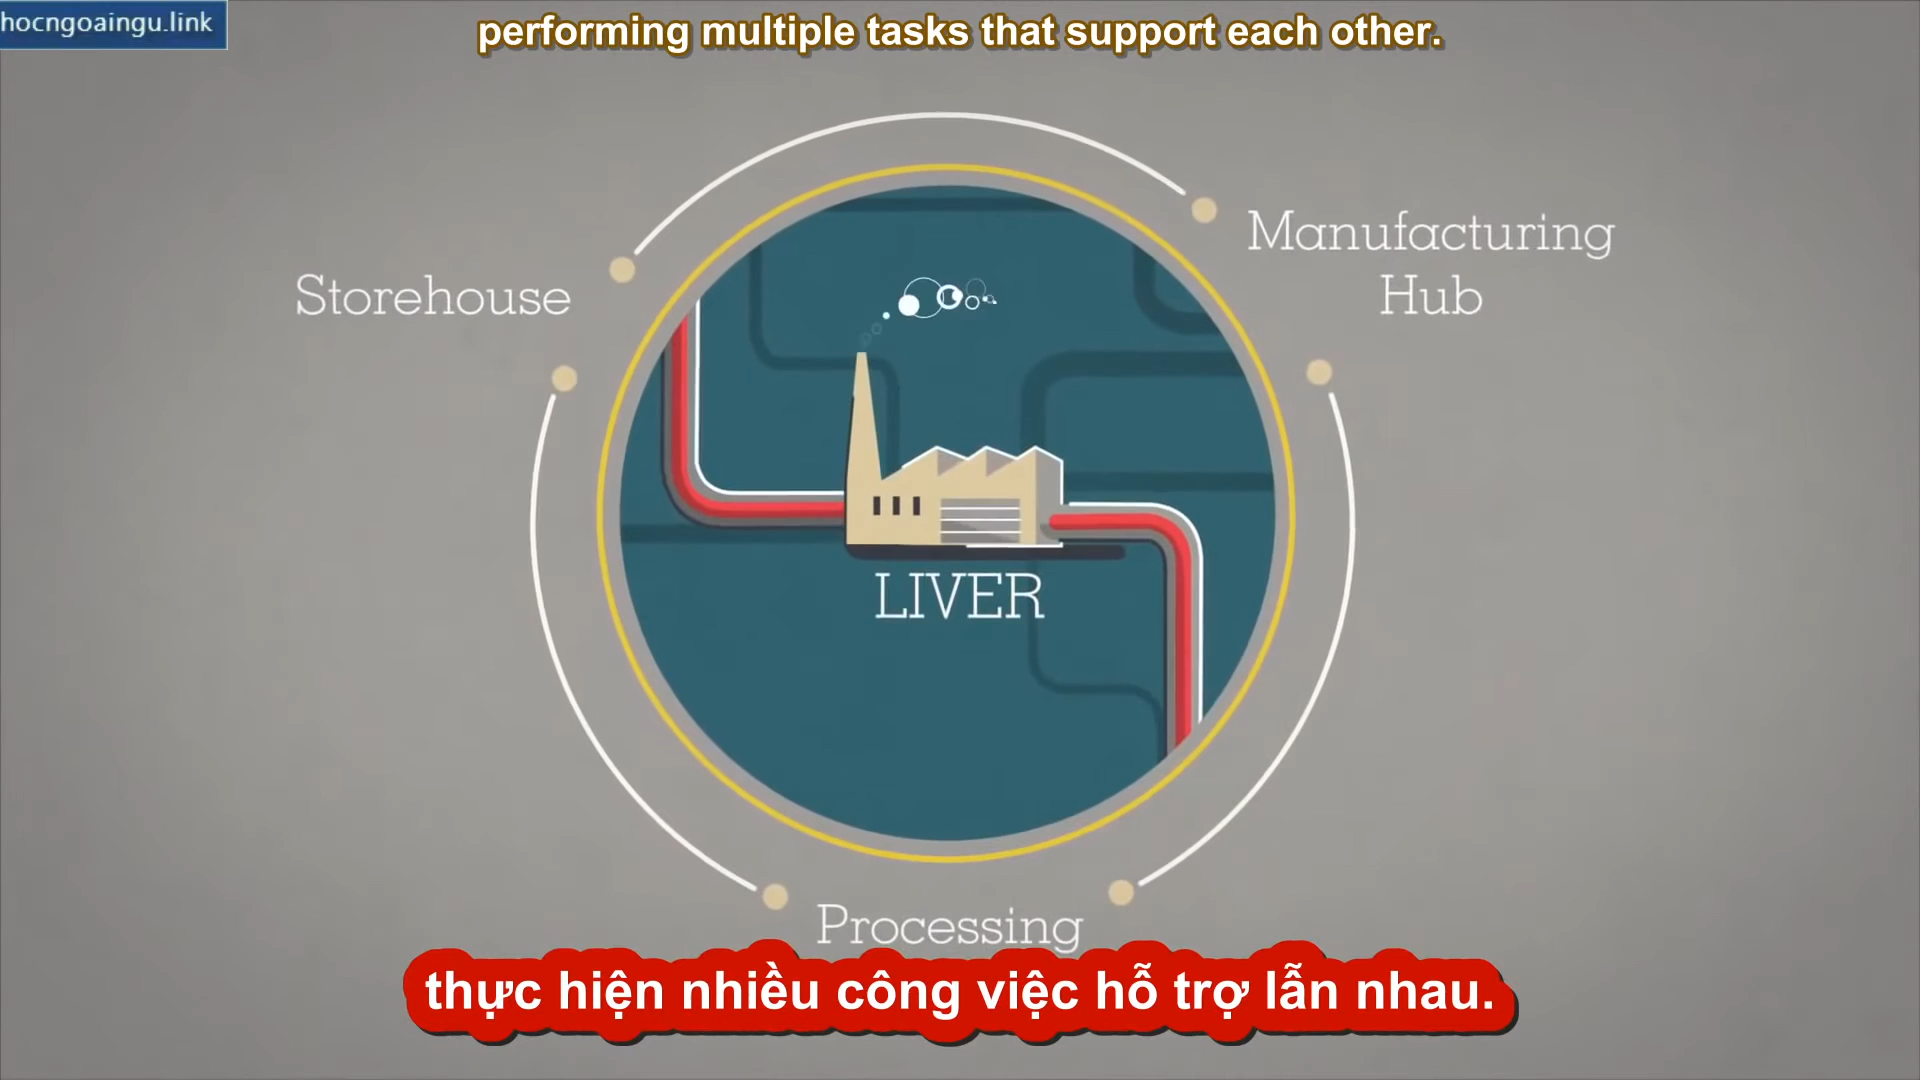 hocngoaingu.link
performing multiple tasks that support each other.
Storehouse
Manufacturing
Hub
LIVER
Processing
thực hiện nhiều công việc hỗ trợ lẫn nhau.